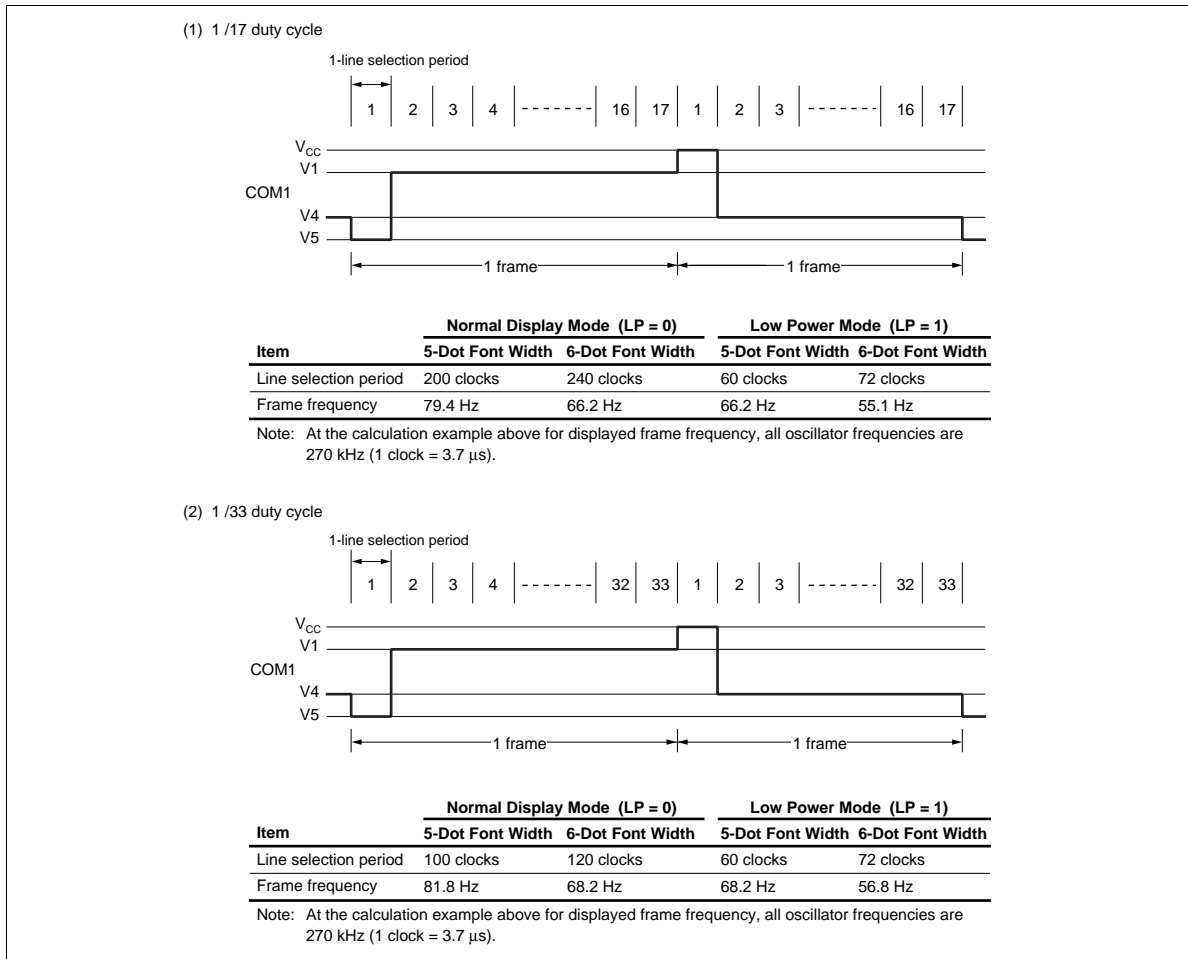 (1) 1 /17 duty cycle
1-line selection period
1 2 3 4 16 17 1 2 3 16 17
VCC
V1
COM1
V4
V5
1 frame 1 frame
Normal Display Mode (LP = 0) Low Power Mode (LP = 1)
Item 5-Dot Font Width 6-Dot Font Width 5-Dot Font Width 6-Dot Font Width
Line selection period 200 clocks 240 clocks 60 clocks 72 clocks
Frame frequency 79.4 Hz 66.2 Hz 66.2 Hz 55.1 Hz
Note: At the calculation example above for displayed frame frequency, all oscillator frequencies are
270 kHz (1 clock = 3.7 μs).
(2) 1 /33 duty cycle
1-line selection period
1 2 3 4 32 33 1 2 3 32 33
VCC
V1
COM1
V4
V5
1 frame 1 frame
Normal Display Mode (LP = 0) Low Power Mode (LP = 1)
Item 5-Dot Font Width 6-Dot Font Width 5-Dot Font Width 6-Dot Font Width
Line selection period 100 clocks 120 clocks 60 clocks 72 clocks
Frame frequency 81.8 Hz 68.2 Hz 68.2 Hz 56.8 Hz
Note: At the calculation example above for displayed frame frequency, all oscillator frequencies are
270 kHz (1 clock = 3.7 μs).